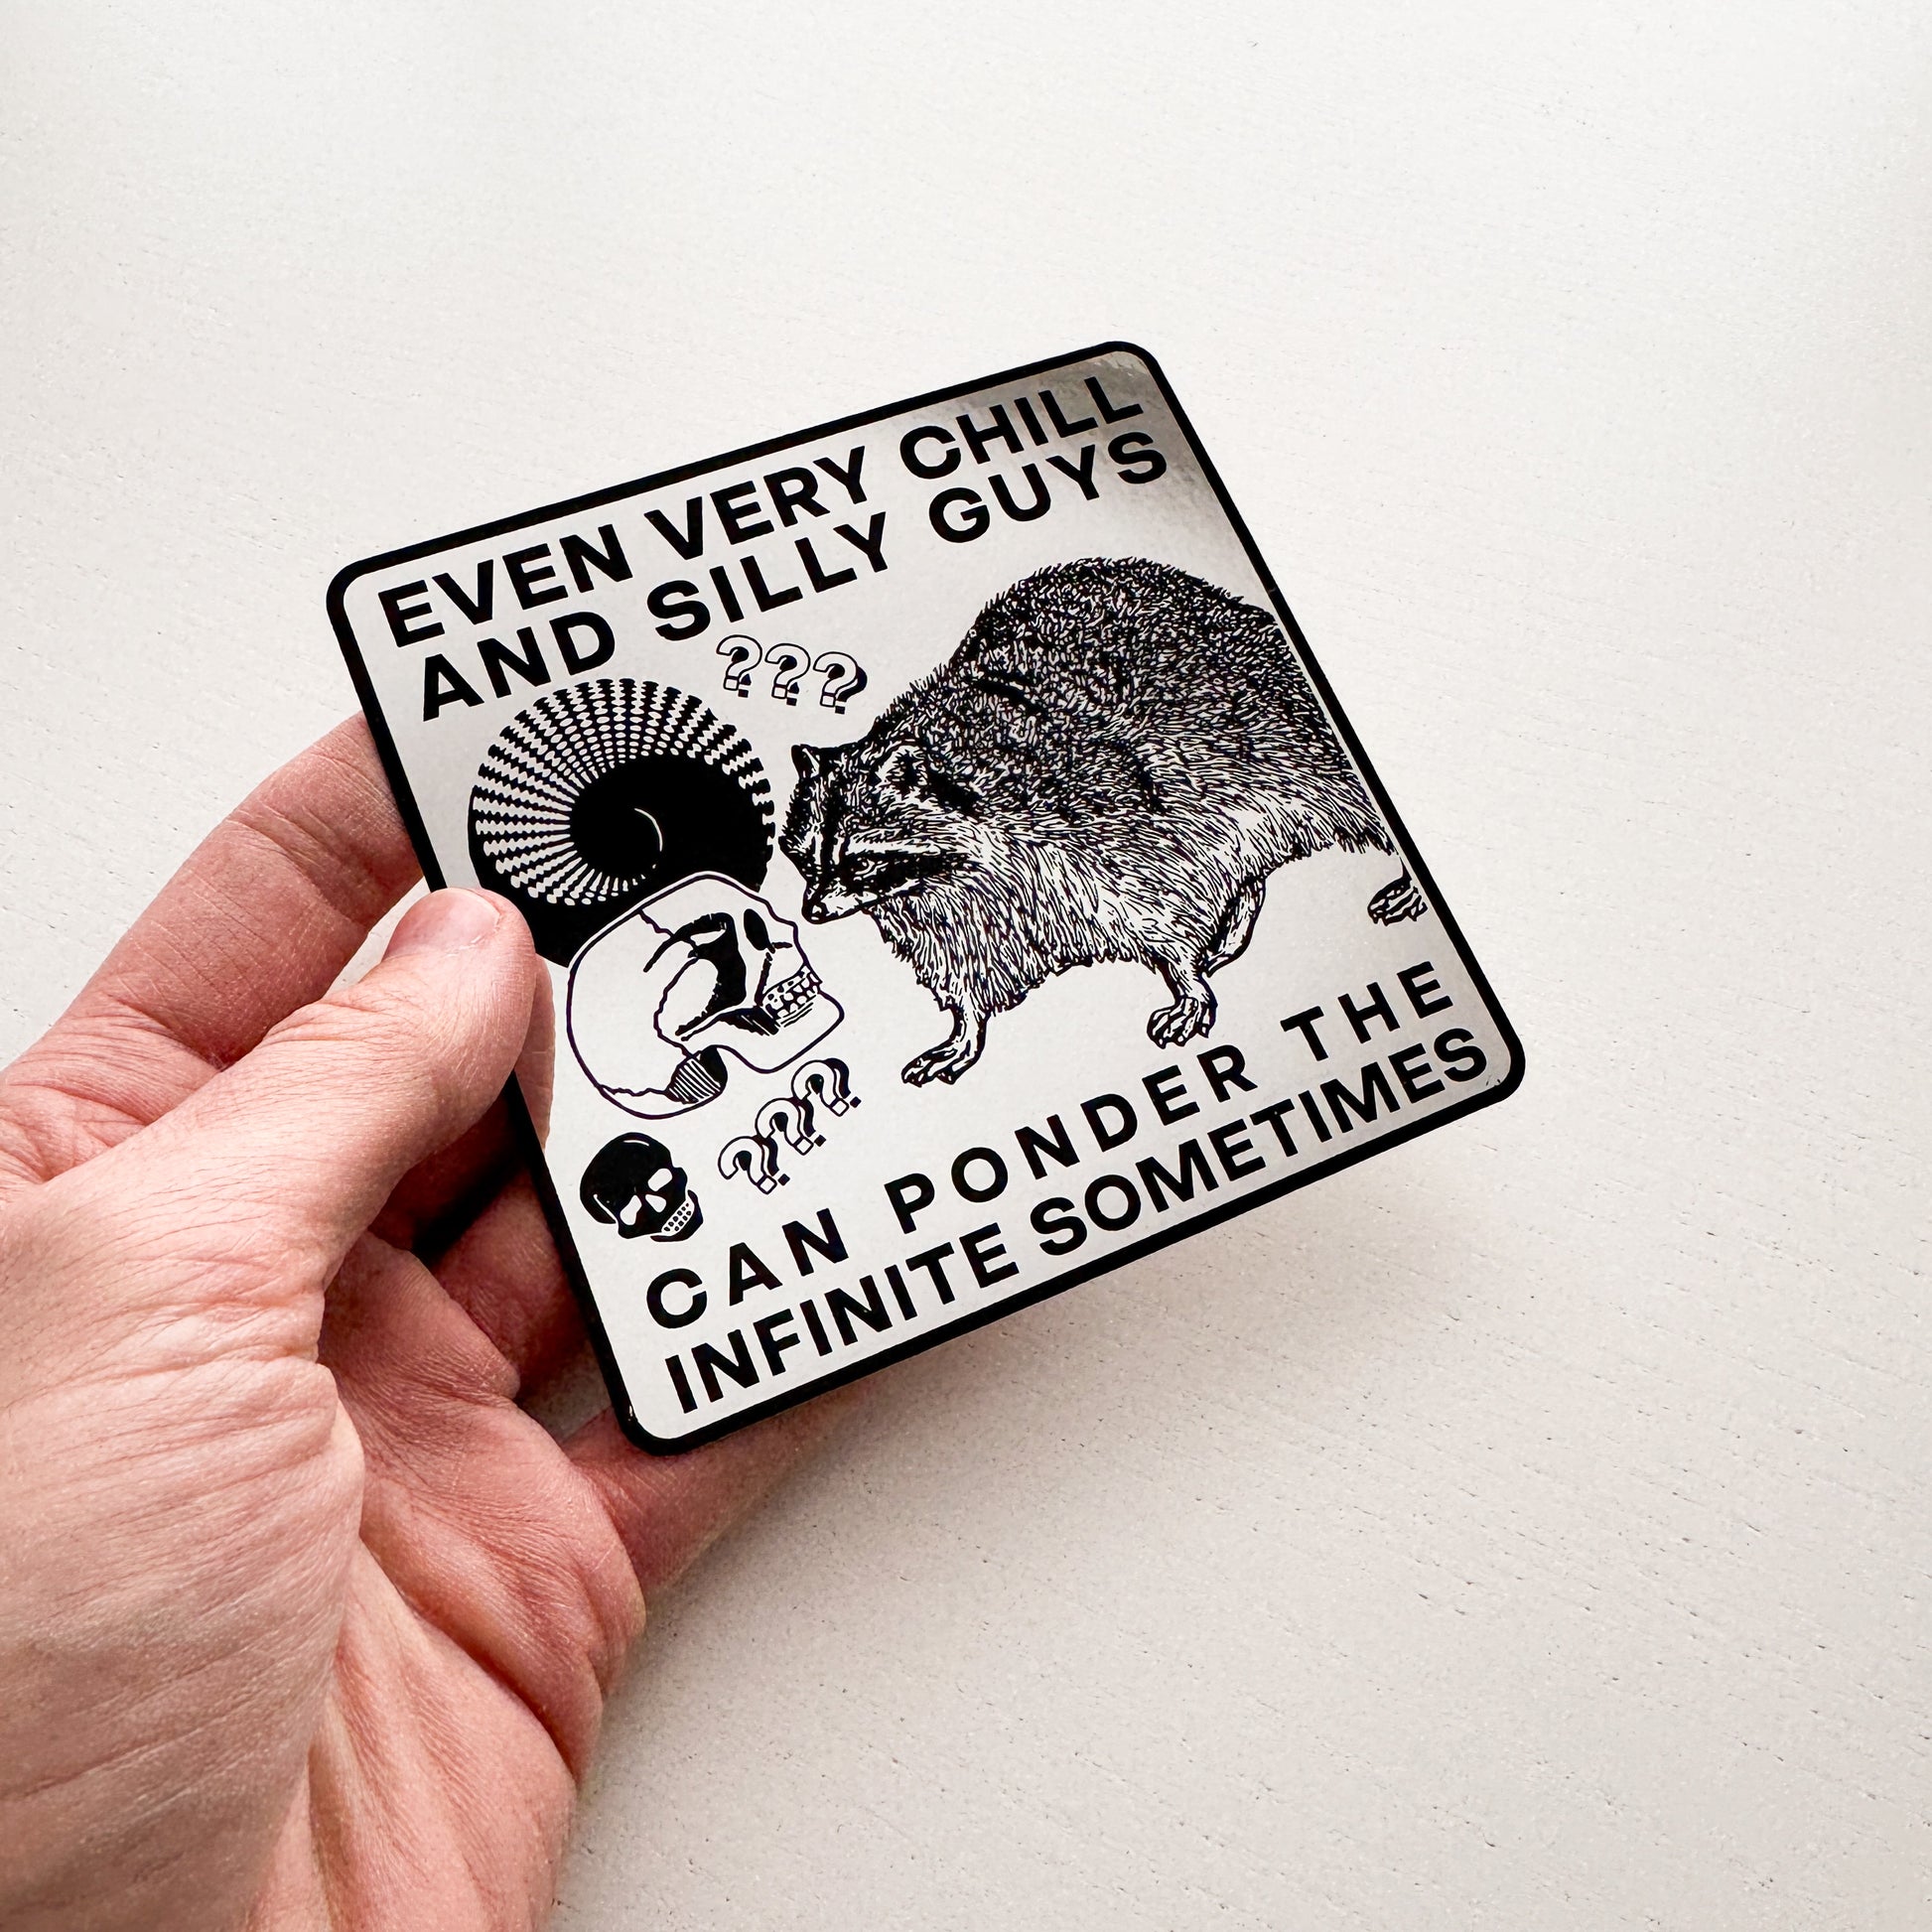 EVEN VERY CHILL
AND SILLY GUYS
???
???
CAN PONDER THE
INFINITE SOMETIMES